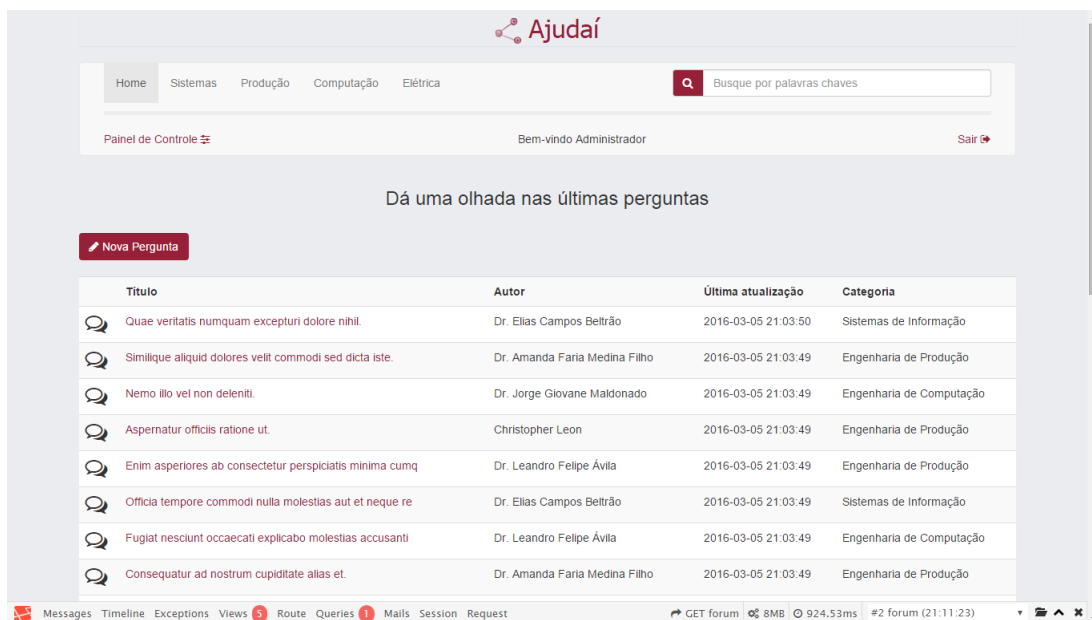 Ajudaí
Home Sistemas Produção Computação Elétrica Busque por palavras chaves
Painel de Controle Bem-vindo Administrador Sair
Dá uma olhada nas últimas perguntas
Nova Pergunta
Título Autor Última atualização Categoria
Quae veritatis numquam excepturi dolore nihil. Dr. Elias Campos Beltrão 2016-03-05 21:03:50 Sistemas de Informação
Similique aliquid dolores velit commodi sed dicta iste. Dr. Amanda Faria Medina Filho 2016-03-05 21:03:49 Engenharia de Produção
Nemo illo vel non deleniti. Dr. Jorge Giovane Maldonado 2016-03-05 21:03:49 Engenharia de Computação
Aspernatur officiis ratione ut. Christopher Leon 2016-03-05 21:03:49 Engenharia de Produção
Enim asperiores ab consectetur perspiciatis minima cumq Dr. Leandro Felipe Ávila 2016-03-05 21:03:49 Engenharia de Produção
Officia tempore commodi nulla molestias aut et neque re Dr. Elias Campos Beltrão 2016-03-05 21:03:49 Sistemas de Informação
Fugiat nesciunt occaecati explicabo molestias accusanti Dr. Leandro Felipe Ávila 2016-03-05 21:03:49 Engenharia de Computação
Consequatur ad nostrum cupiditate alias et. Dr. Amanda Faria Medina Filho 2016-03-05 21:03:49 Engenharia de Produção
Messages Timeline Exceptions Views 5 Route Queries 1 Mails Session Request GET forum 8MB 924.53ms #2 forum (21:11:23)